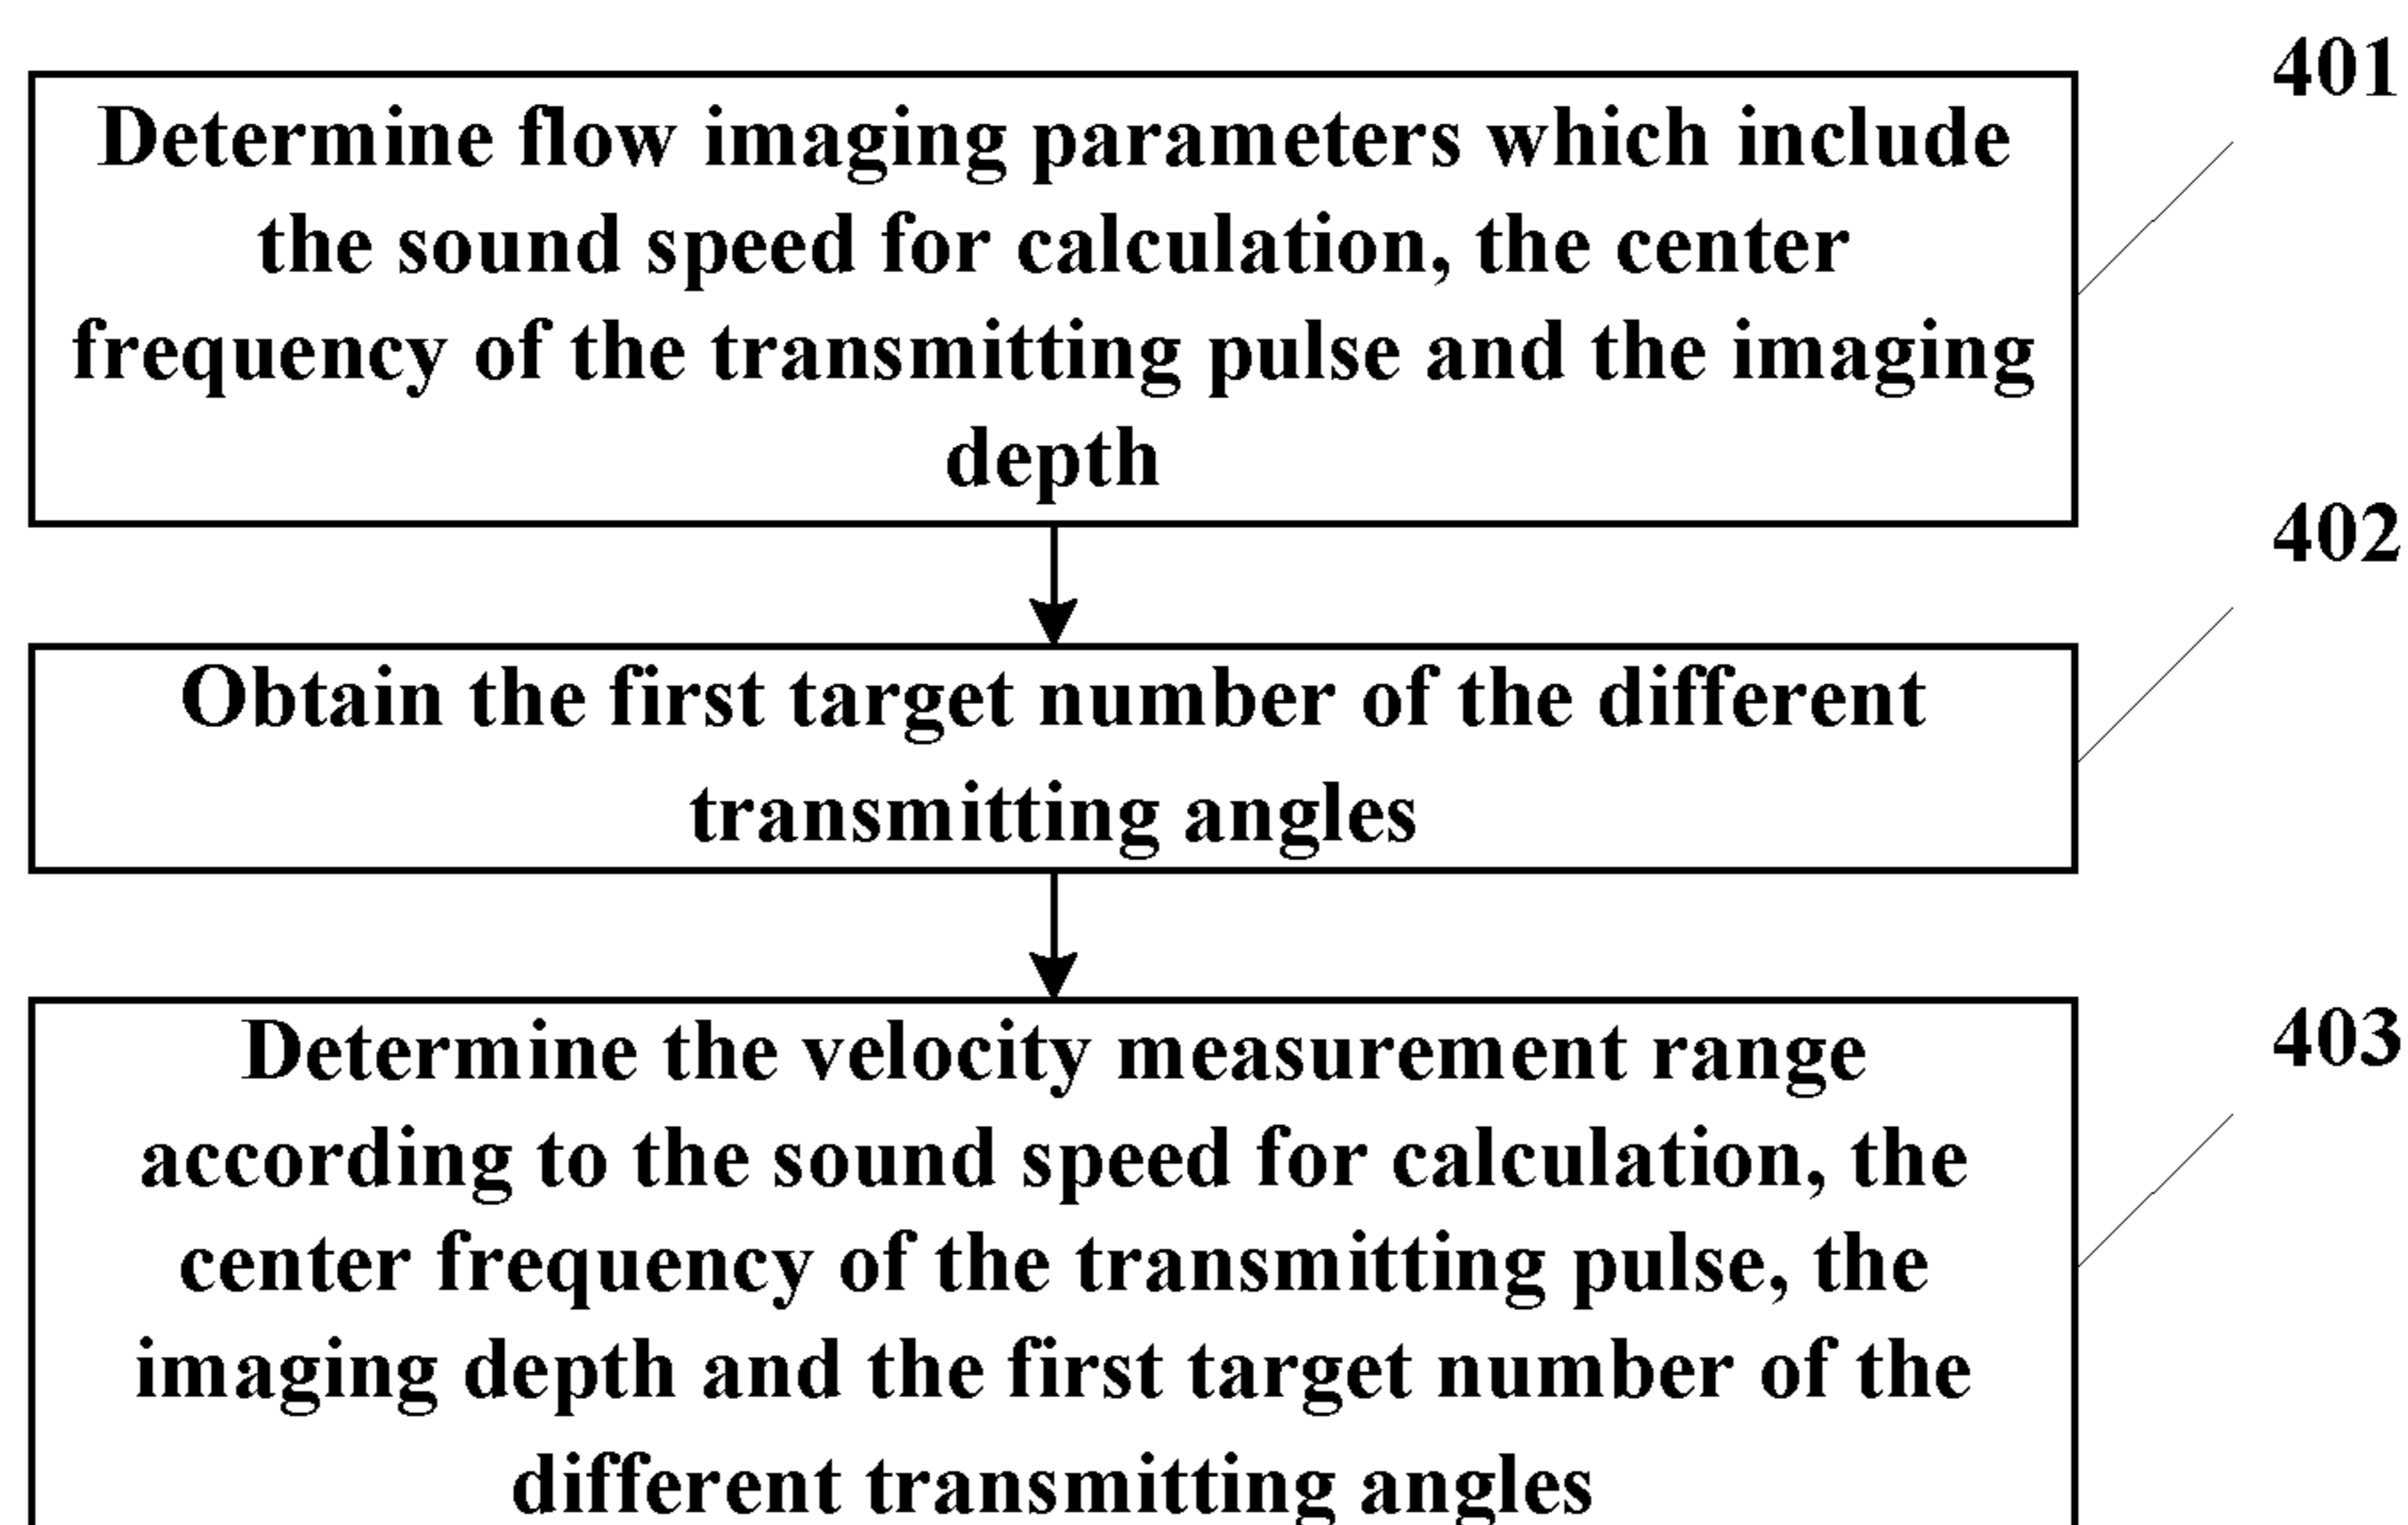 401
Determine flow imaging parameters which include
the sound speed for calculation, the center
frequency of the transmitting pulse and the imaging
depth
402
Obtain the first target number of the different
transmitting angles
403
Determine the velocity measurement range
according to the sound speed for calculation, the
center frequency of the transmitting pulse, the
imaging depth and the first target number of the
different transmitting angles